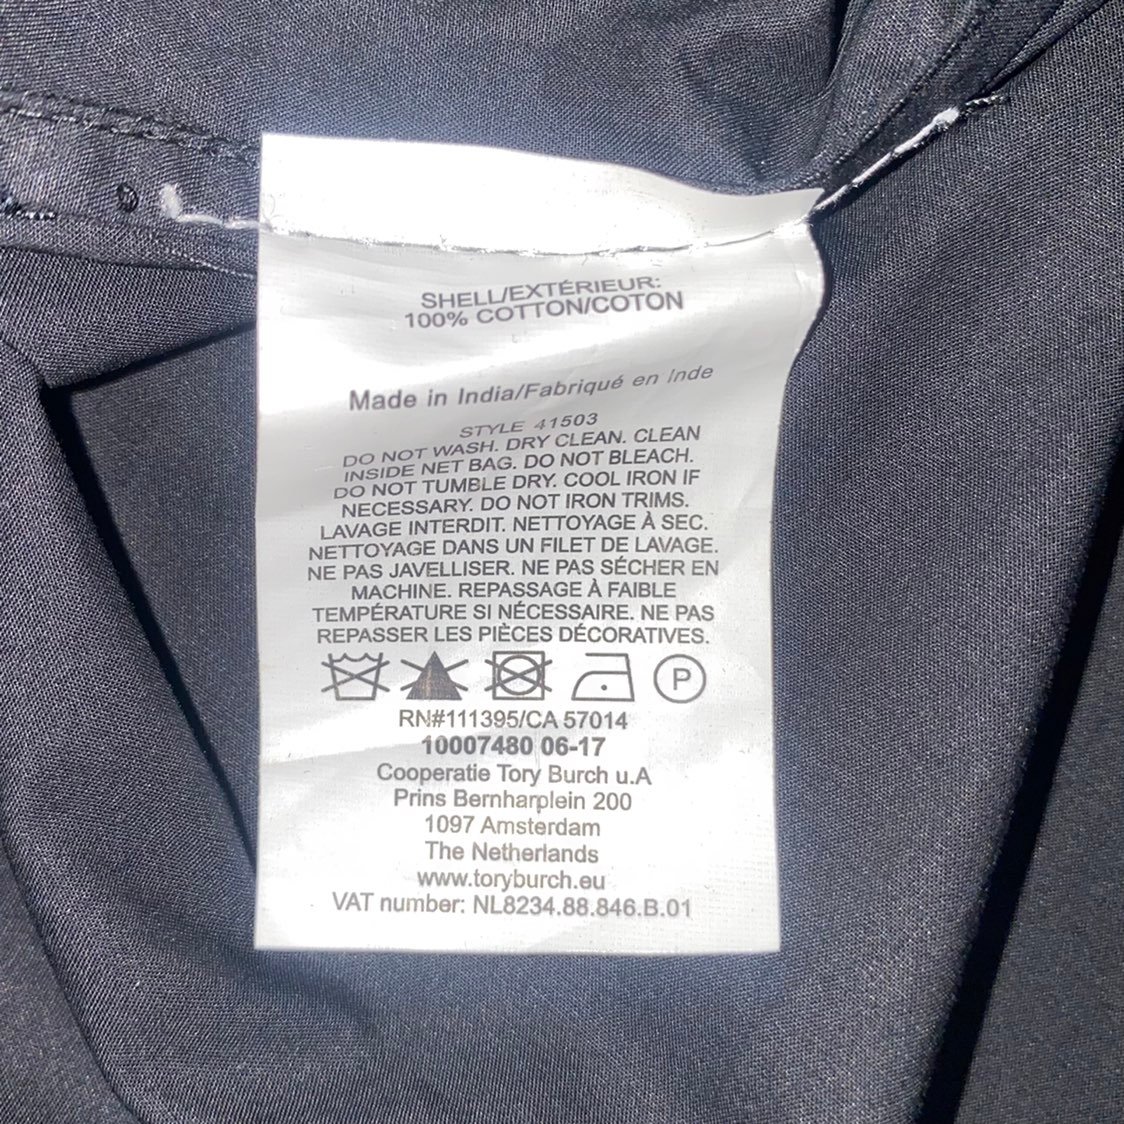 SHELL/EXTÉRIEUR:
100% COTTON/COTON
Made in India/Fabriqué en Inde
STYLE 41503
DO NOT WASH. DRY CLEAN. CLEAN
INSIDE NET BAG. DO NOT BLEACH.
DO NOT TUMBLE DRY. COOL IRON IF
NECESSARY. DO NOT IRON TRIMS.
LAVAGE INTERDIT. NETTOYAGE À SEC.
NETTOYAGE DANS UN FILET DE LAVAGE.
NE PAS JAVELLISER. NE PAS SÉCHER EN
MACHINE. REPASSAGE À FAIBLE
TEMPÉRATURE SI NÉCESSAIRE. NE PAS
REPASSER LES PIÈCES DÉCORATIVES.
P
RN#111395/CA 57014
10007480 06-17
Cooperatie Tory Burch u.A
Prins Bernharplein 200
1097 Amsterdam
The Netherlands
www.toryburch.eu
VAT number: NL8234.88.846.B.01